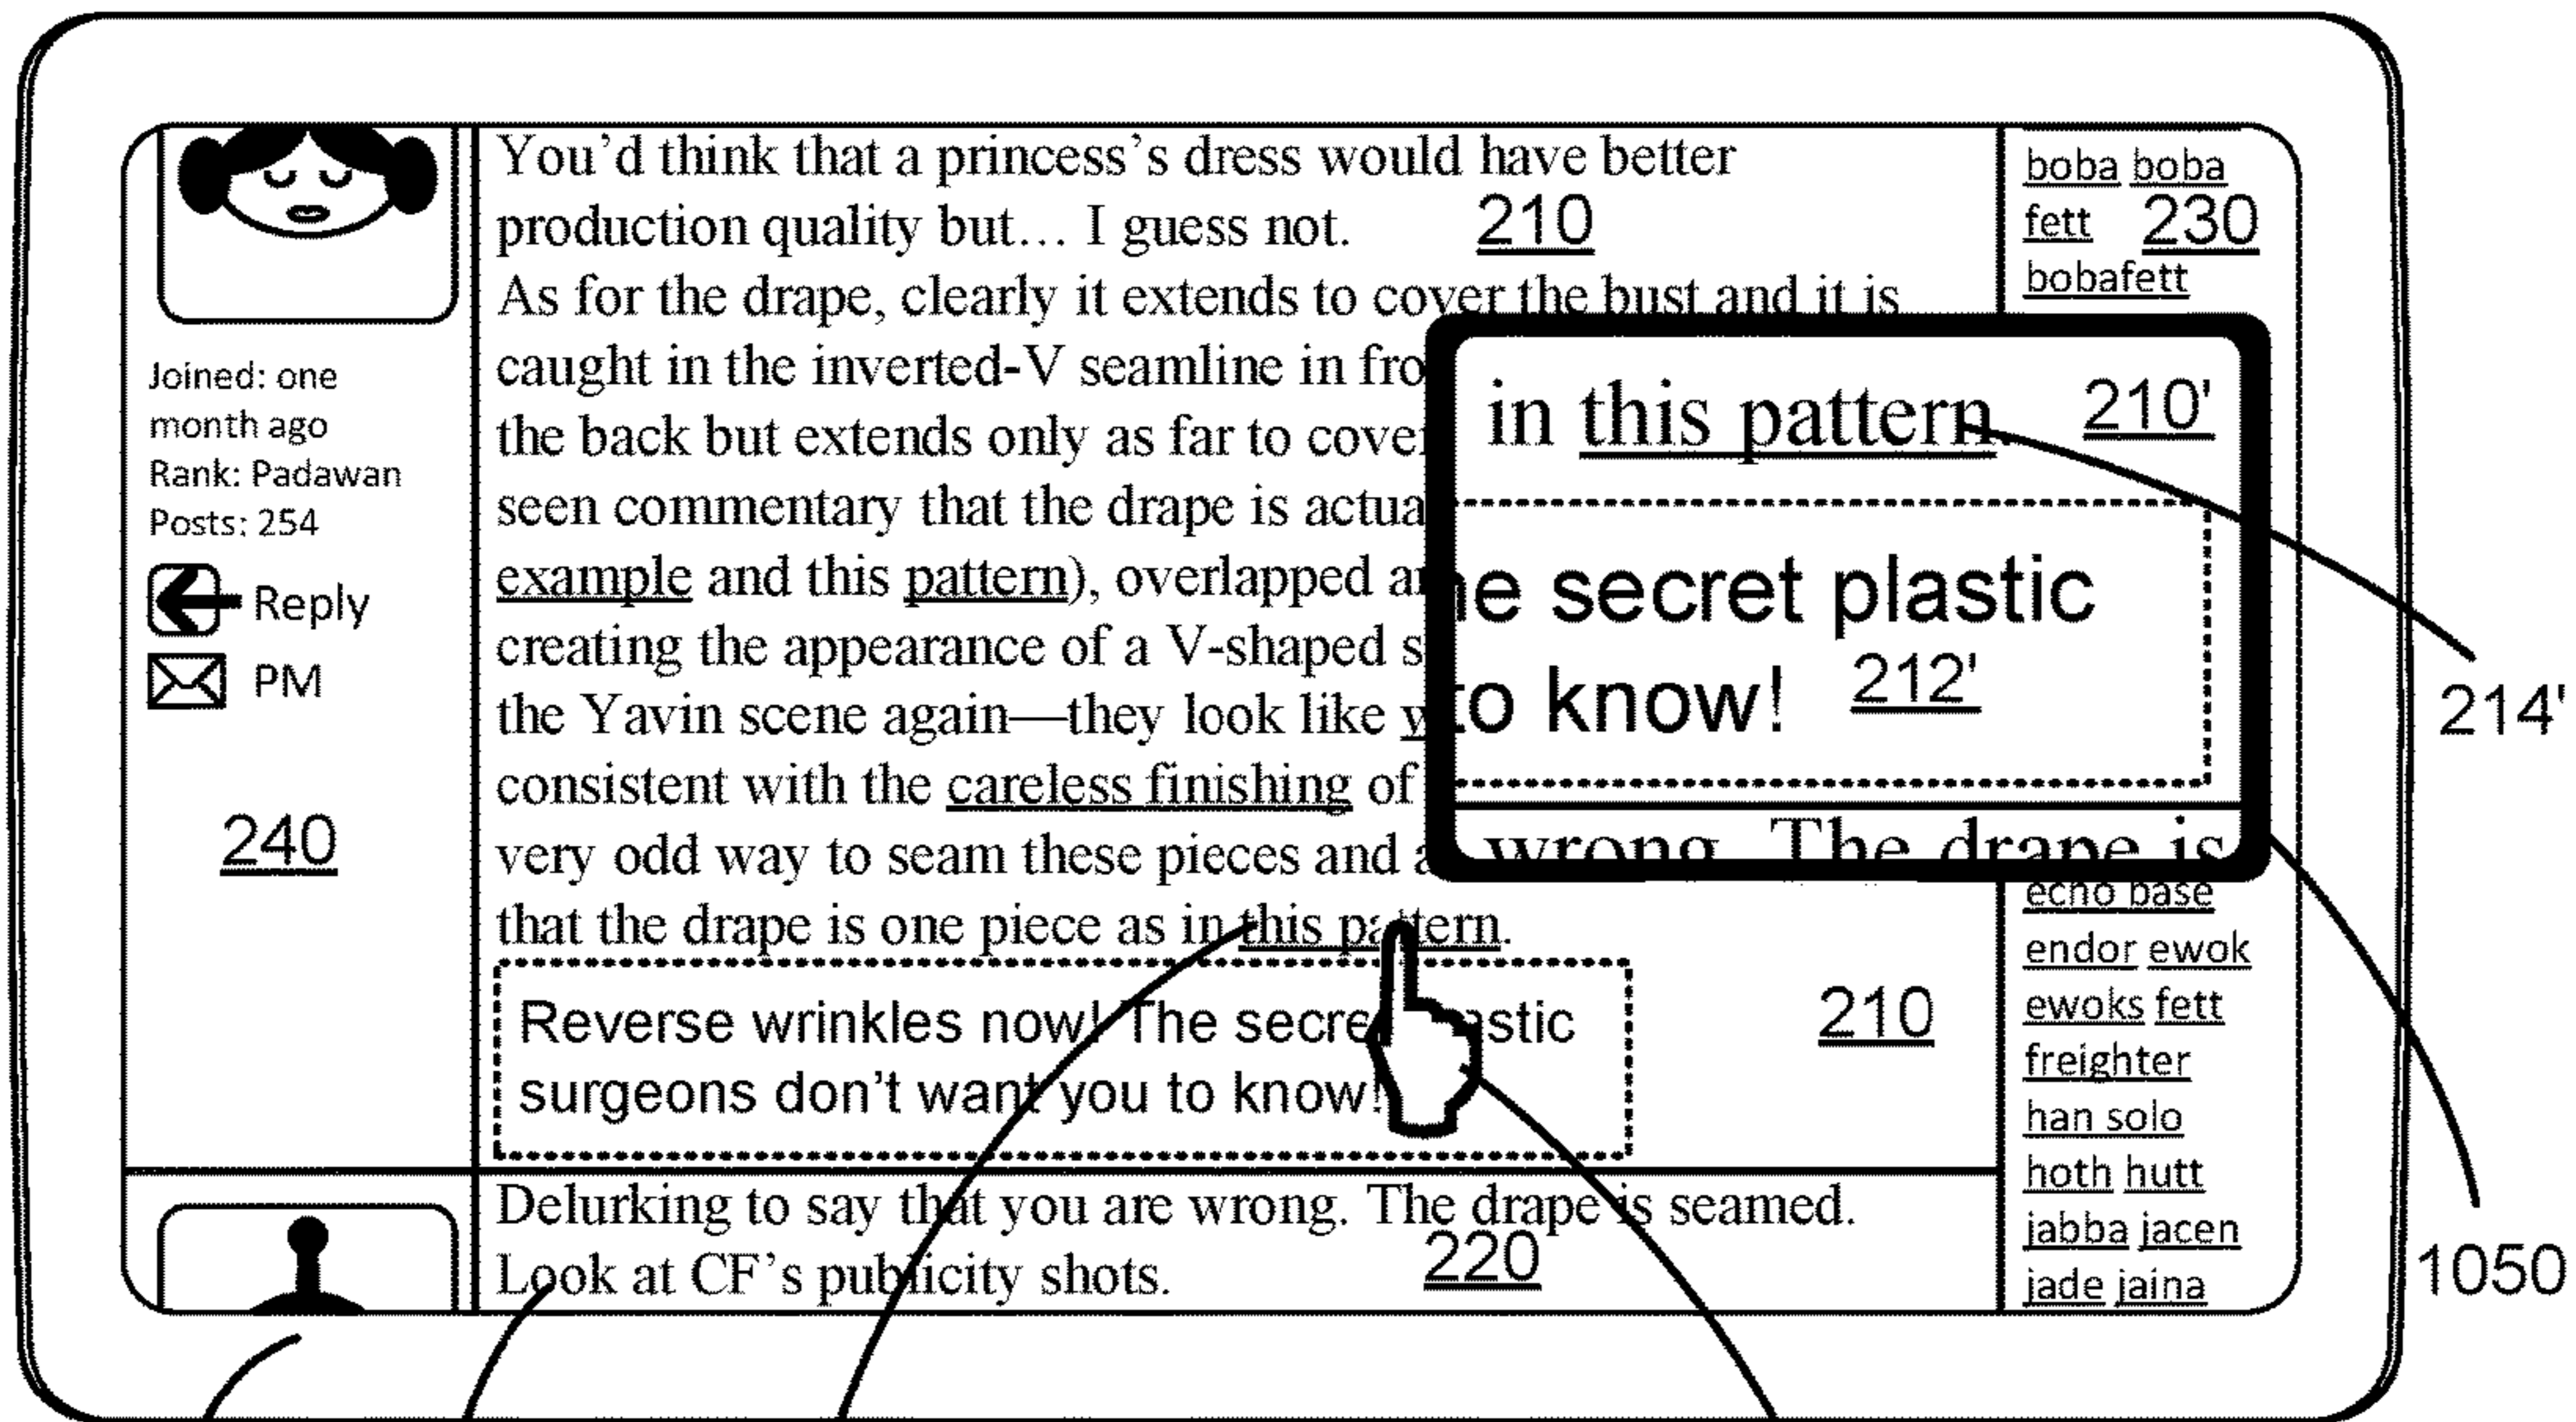 Joined: one
month ago
Rank: Padawan
Posts: 254
Reply
PM
240
You'd think that a princess's dress would have better
production quality but... I guess not.
210
As for the drape, clearly it extends to cover the bust and it is
caught in the inverted-V seamline in fro
the back but extends only as far to cove
seen commentary that the drape is actua
example and this pattern), overlapped
creating the appearance of a V-shaped s
the Yavin scene again—they look like
consistent with the careless finishing of
very odd way to seam these pieces and a
that the drape is one piece as in this pattern.
Reverse wrinkles now! The secre astic
surgeons don't want you to know!
210
Delurking to say that you are wrong. The drape is seamed.
Look at CF's publicity shots.
220
in this pattern.
210'
he secret plastic
to know!
212'
wrong. The drape is
boba boba
fett
230
bobafett
echo base
endor ewok
ewoks fett
freighter
han solo
hoth hutt
jabba jacen
jade jaina
214'
1050